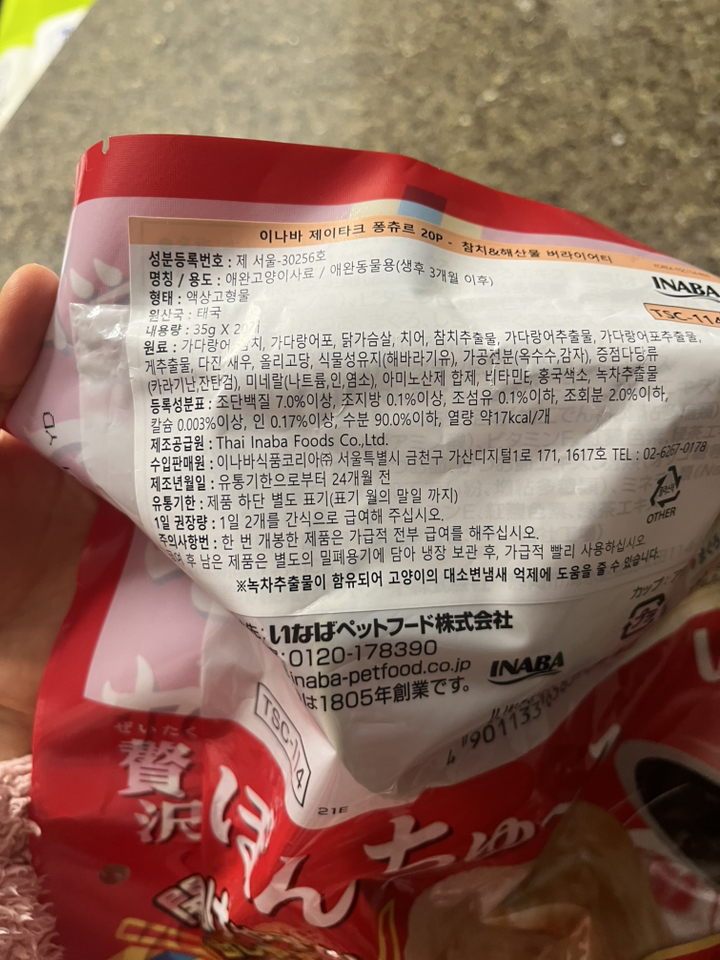 이나바 제이타크 퐁츄르 20P - 참치&해산물 버라이어티
성분등록번호 : 제 서울-30256호
명칭 / 용도 : 애완고양이사료 / 애완동물용(생후 3개월 이후)
형태 : 액상고형물
원산국 : 태국
내용량 : 35g X 20개
INABA
TSC-114
원료 : 가다랑어 참치, 가다랑어포, 닭가슴살, 치어, 참치추출물, 가다랑어추출물, 가다랑어포추출물,
게추출물, 다진 새우, 올리고당, 식물성유지(해바라기유), 가공전분(옥수수,감자), 증점다당류
(카라기난,잔탄검), 미네랄(나트륨,인,염소), 아미노산제 합제, 비타민E, 홍국색소, 녹차추출물
등록성분표 : 조단백질 7.0%이상, 조지방 0.1%이상, 조섬유 0.1%이하, 조회분 2.0%이하,
칼슘 0.003%이상, 인 0.17%이하, 수분 90.0%이하, 열량 약17kcal/개
제조공급원 : Thai Inaba Foods Co.,Ltd.
수입판매원 : 이나바식품코리아㈜ 서울특별시 금천구 가산디지털1로 171, 1617호 TEL : 02-6267-0178
제조년월일 : 유통기한으로부터 24개월 전
유통기한 : 제품 하단 별도 표기(표기 월의 말일 까지)
1일 권장량 : 1일 2개를 간식으로 급여해 주십시오.
주의사항번 : 한 번 개봉한 제품은 가급적 전부 급여를 해주십시오.
후 남은 제품은 별도의 밀폐용기에 담아 냉장 보관 후, 가급적 빨리 사용하십시오.
※녹차추출물이 함유되어 고양이의 대소변냄새 억제에 도움을 줄 수 있습니다.
OTHER
いなばペットフード株式会社
:0120-178390
inaba-petfood.co.jp
は1805年創業です。
INABA
カップ
プラ
TSC-114
4 901133
21E
ぜいたく
贅沢
ぽんちゅ～